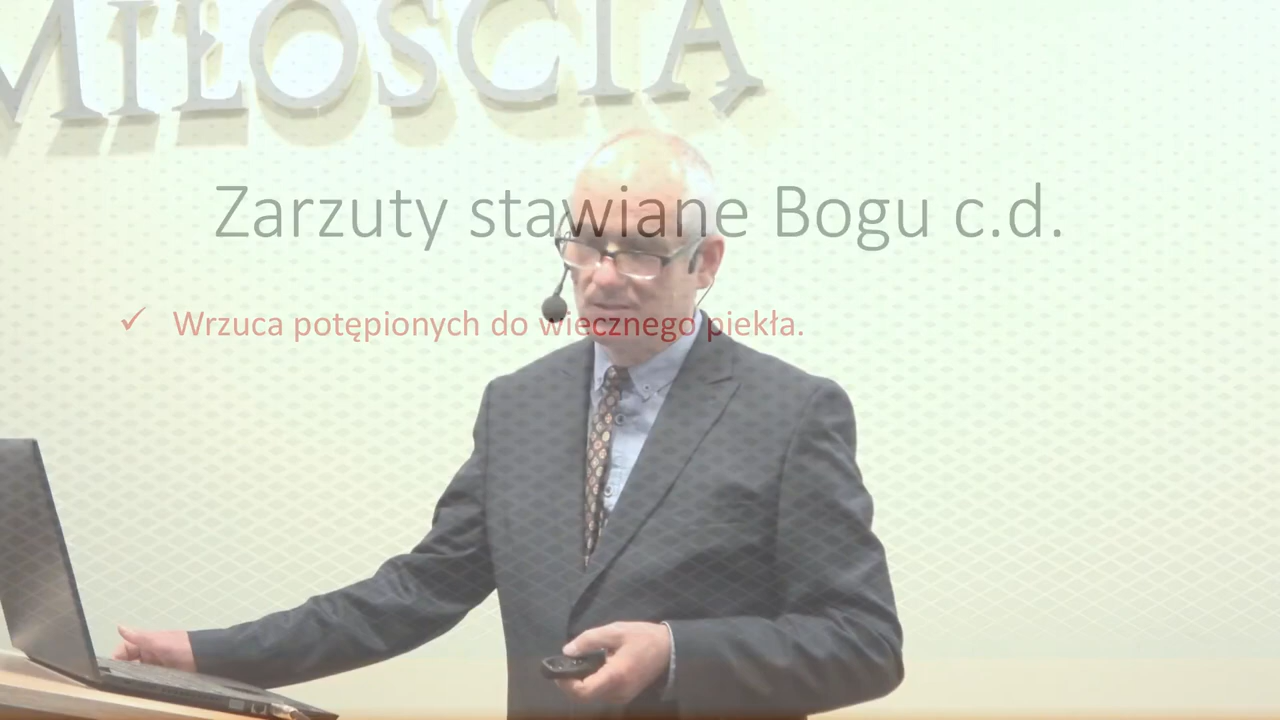 MIŁOŚCIĄ
Zarzuty stawiane Bogu c.d.
✓ Wrzuca potępionych do wiecznego piekła.